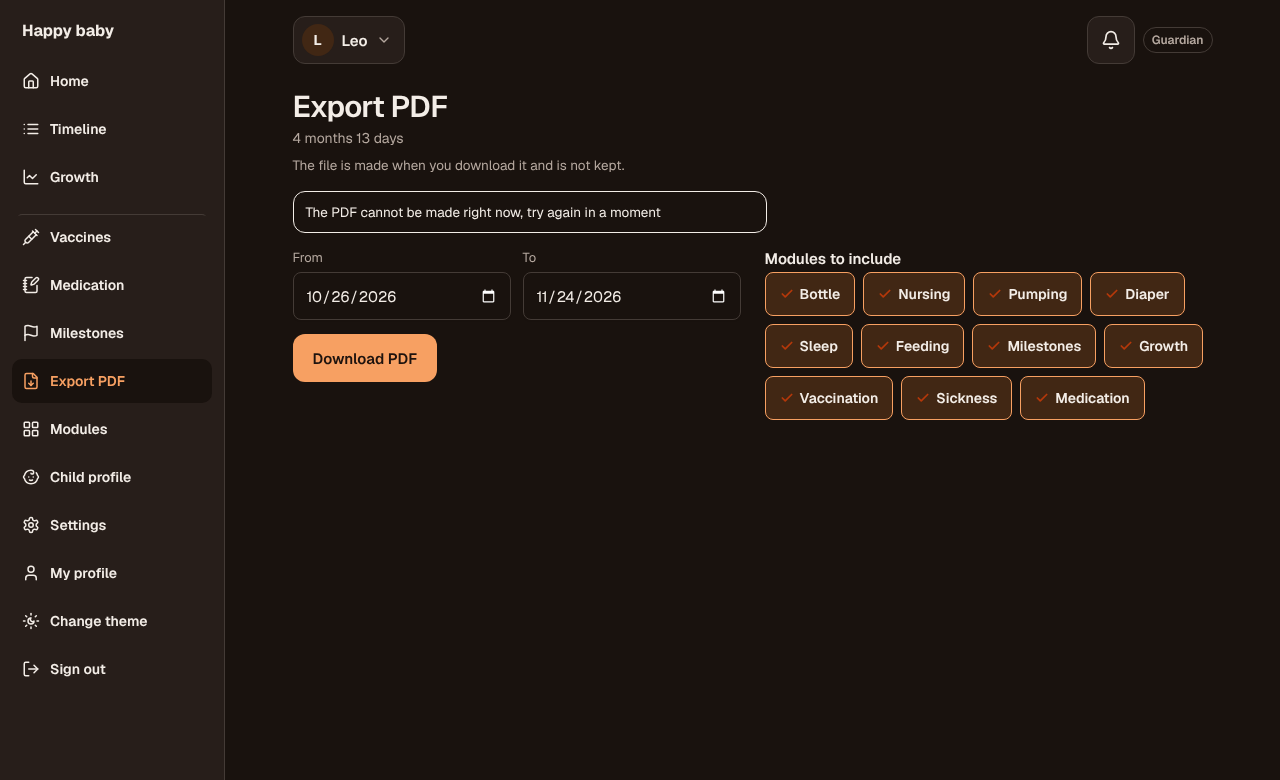 Happy baby
Home
Timeline
Growth
Vaccines
Medication
Milestones
Export PDF
Modules
Child profile
Settings
My profile
Change theme
Sign out
L Leo
Guardian
Export PDF
4 months 13 days
The file is made when you download it and is not kept.
The PDF cannot be made right now, try again in a moment
From To
10/26/2026 11/24/2026
Download PDF
Modules to include
Bottle Nursing Pumping Diaper
Sleep Feeding Milestones Growth
Vaccination Sickness Medication